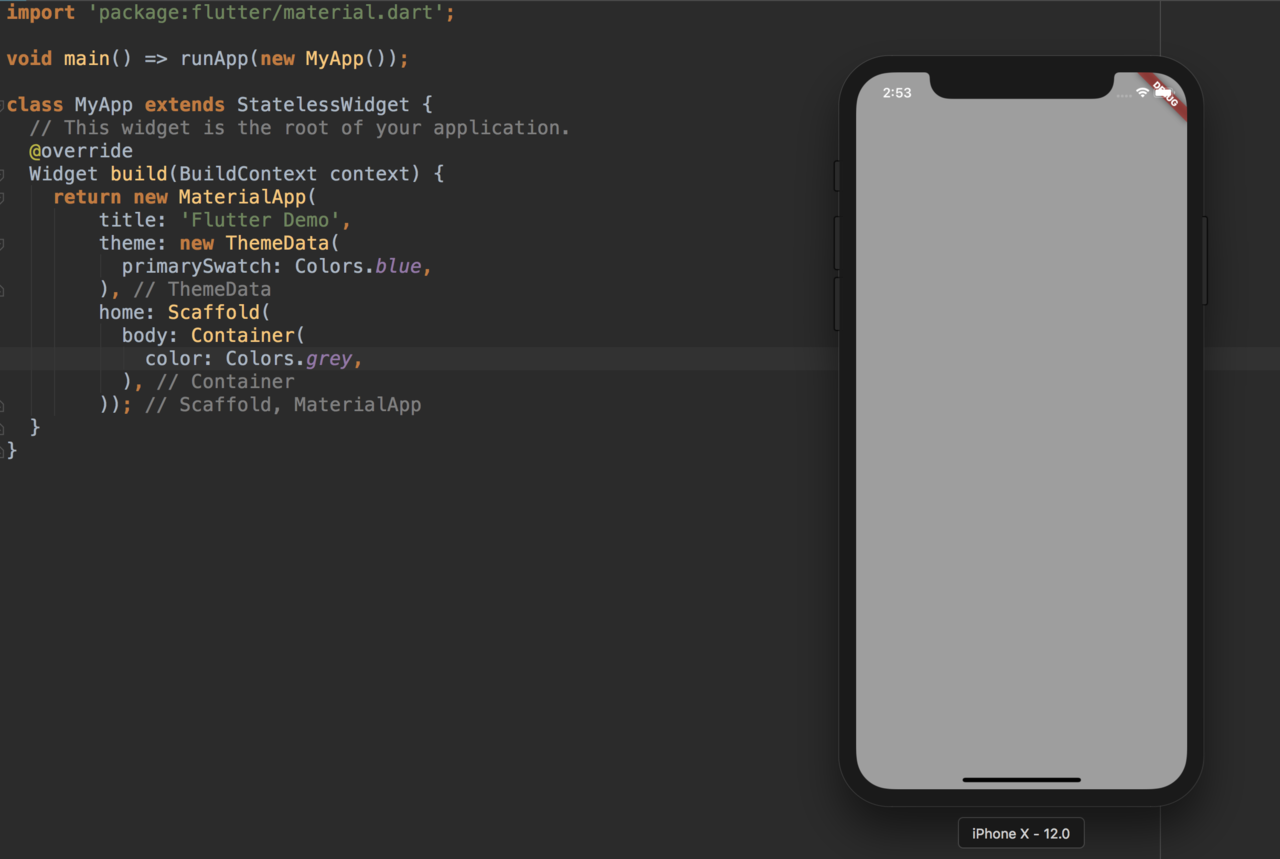 import 'package:flutter/material.dart';
void main() => runApp(new MyApp());
class MyApp extends StatelessWidget {
// This widget is the root of your application.
@override
Widget build(BuildContext context) {
return new MaterialApp(
title: 'Flutter Demo',
theme: new ThemeData(
primarySwatch: Colors.blue,
), // ThemeData
home: Scaffold(
body: Container(
color: Colors.grey,
), // Container
)); // Scaffold, MaterialApp
}
}
2:53
DEBUG
iPhone X - 12.0